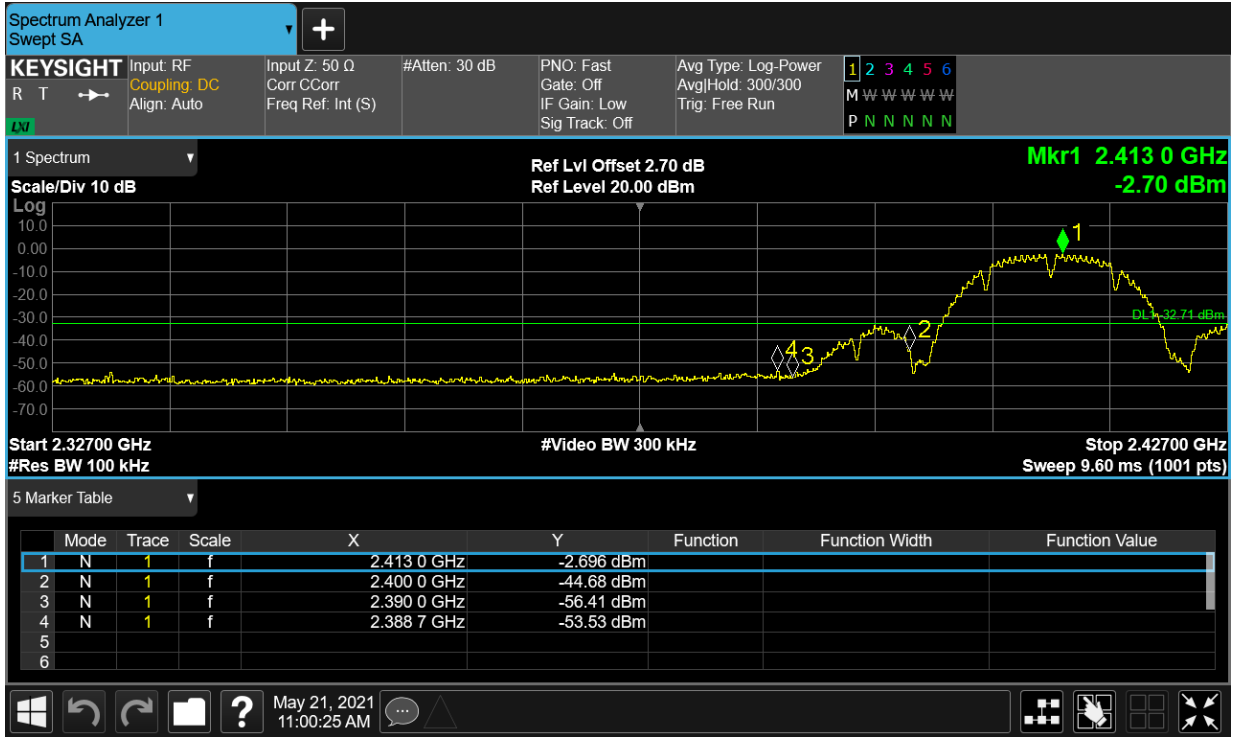 Spectrum Analyzer 1
Swept SA
KEYSIGHT
R T
LXI
Input: RF
Coupling: DC
Align: Auto
Input Z: 50 Ω
Corr CCorr
Freq Ref: Int (S)
#Atten: 30 dB
PNO: Fast
Gate: Off
IF Gain: Low
Sig Track: Off
Avg Type: Log-Power
Avg|Hold: 300/300
Trig: Free Run
1 2 3 4 5 6
M W W W W W
P N N N N N
1 Spectrum
Scale/Div 10 dB
Ref Lvl Offset 2.70 dB
Ref Level 20.00 dBm
Mkr1 2.413 0 GHz
-2.70 dBm
Log
10.0
0.00
-10.0
-20.0
-30.0
-40.0
-50.0
-60.0
-70.0
1
2
4
3
DL1 -32.71 dBm
Start 2.32700 GHz
#Res BW 100 kHz
#Video BW 300 kHz
Stop 2.42700 GHz
Sweep 9.60 ms (1001 pts)
5 Marker Table
Mode Trace Scale X Y Function Function Width Function Value
1 N 1 f 2.413 0 GHz -2.696 dBm
2 N 1 f 2.400 0 GHz -44.68 dBm
3 N 1 f 2.390 0 GHz -56.41 dBm
4 N 1 f 2.388 7 GHz -53.53 dBm
5
6
?
May 21, 2021
11:00:25 AM